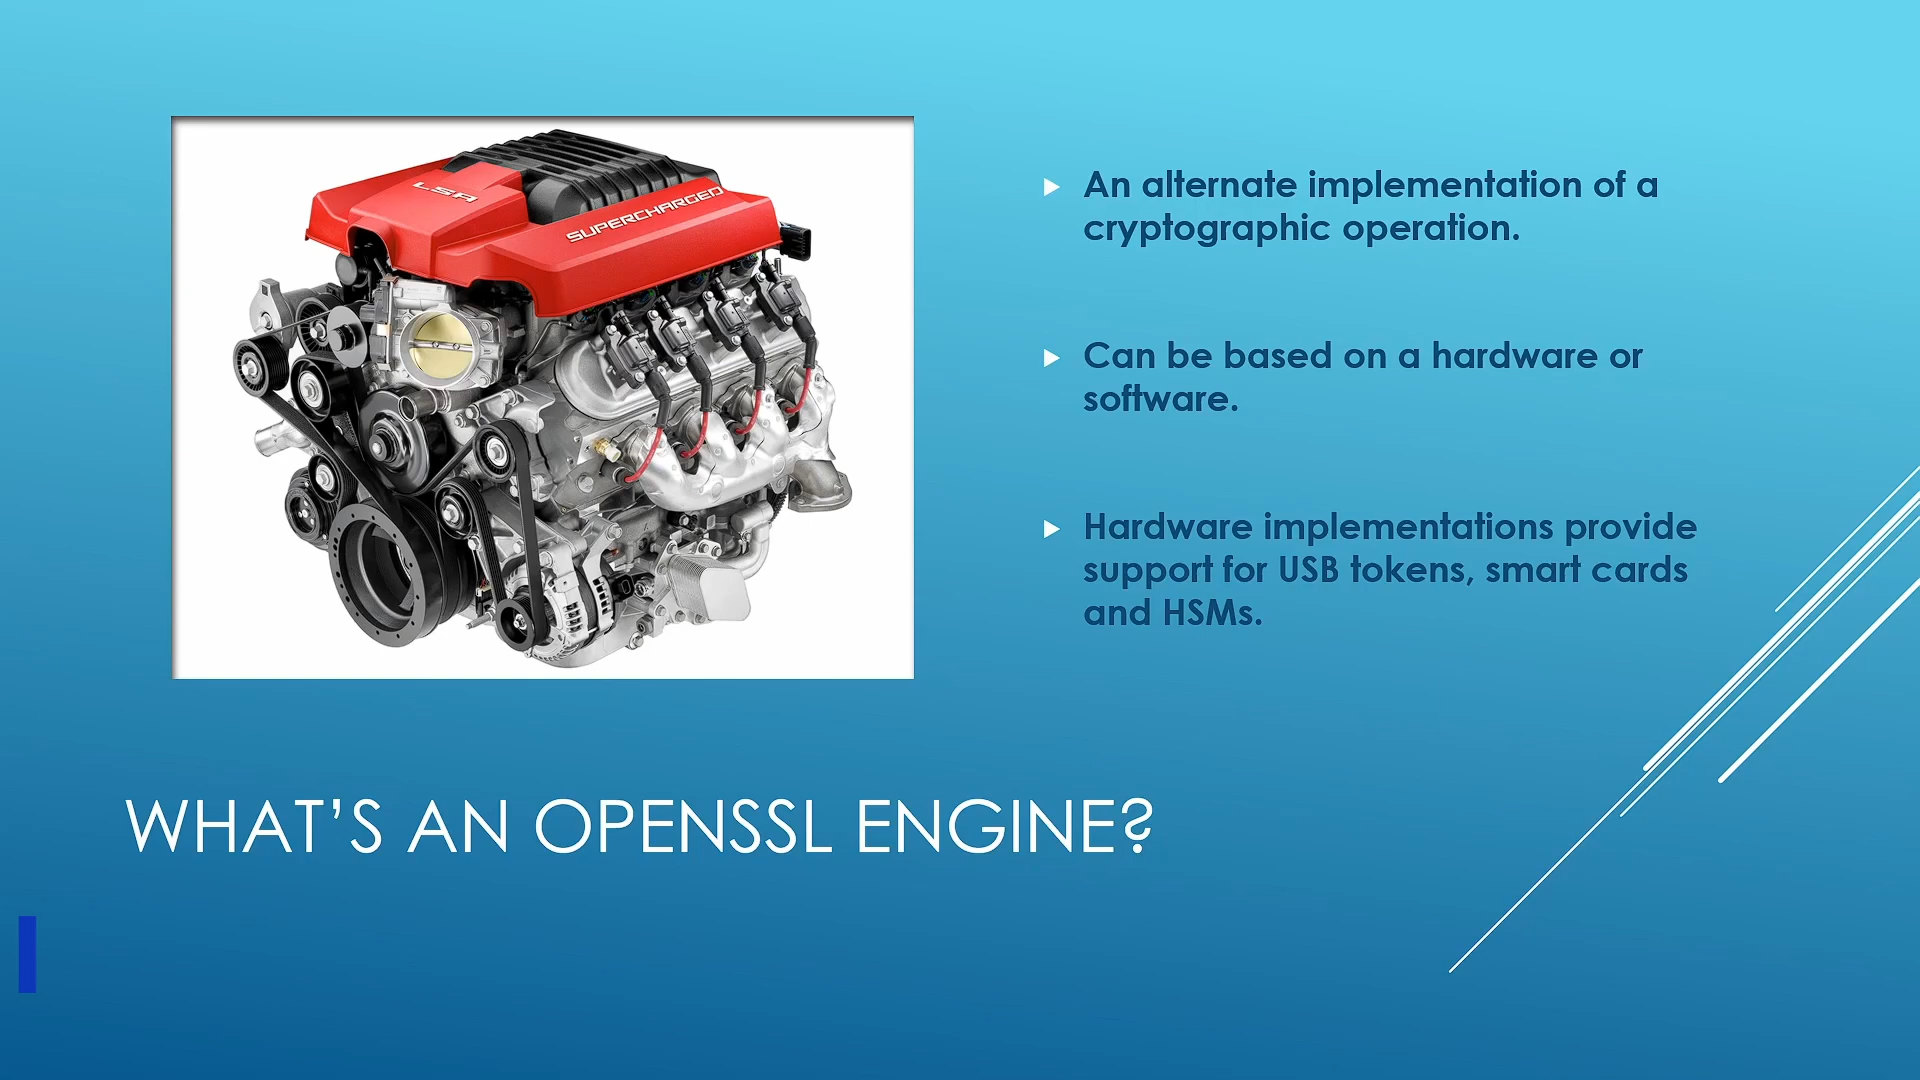 LSA
SUPERCHARGED
An alternate implementation of a
cryptographic operation.
Can be based on a hardware or
software.
Hardware implementations provide
support for USB tokens, smart cards
and HSMs.
WHAT’S AN OPENSSL ENGINE?